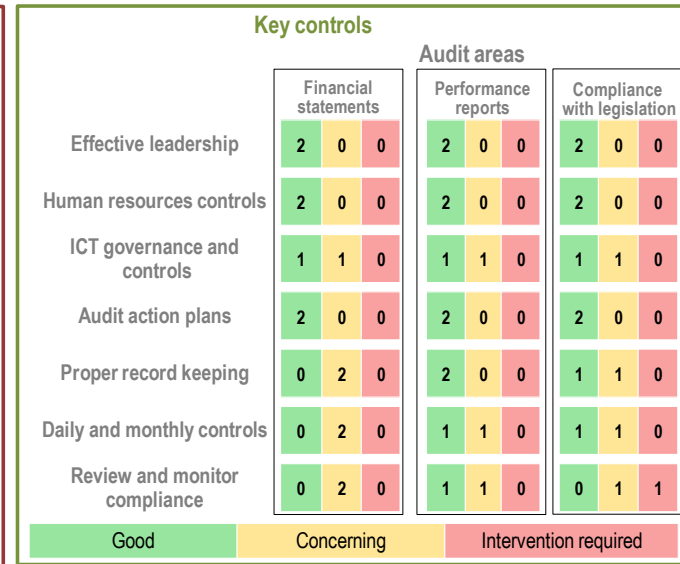 Key controls
Audit areas
Financial
statements
Performance
reports
Compliance
with legislation
Effective leadership 2 0 0 2 0 0 2 0 0
Human resources controls 2 0 0 2 0 0 2 0 0
ICT governance and
controls 1 1 0 1 1 0 1 1 0
Audit action plans 2 0 0 2 0 0 2 0 0
Proper record keeping 0 2 0 2 0 0 1 1 0
Daily and monthly controls 0 2 0 1 1 0 1 1 0
Review and monitor
compliance 0 2 0 1 1 0 0 1 1
Good Concerning Intervention required